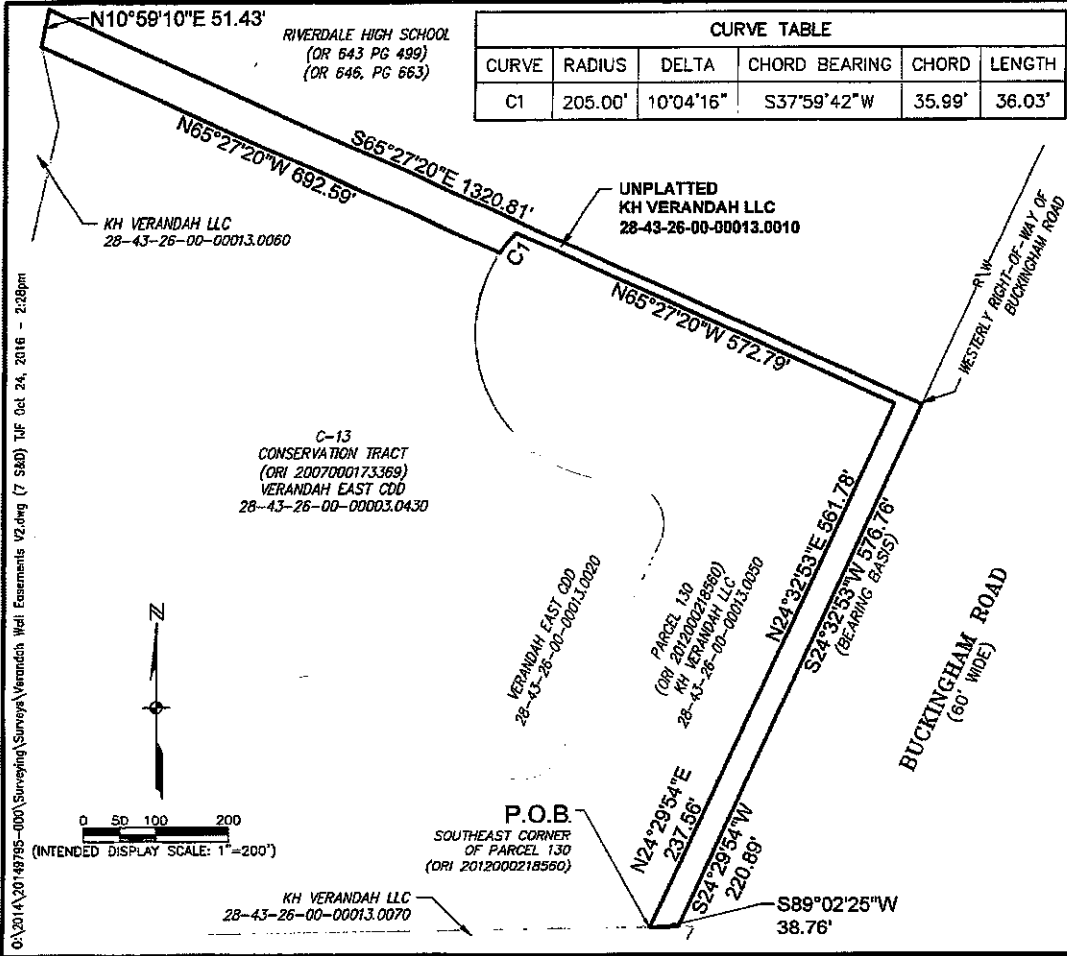 N10°59'10"E 51.43'
RIVERDALE HIGH SCHOOL
(OR 643 PG 499)
(OR 646, PG 663)
CURVE TABLE
CURVE RADIUS DELTA CHORD BEARING CHORD LENGTH
C1 205.00' 10°04'16" S37°59'42"W 35.99' 36.03'
N65°27'20"W 692.59'
S65°27'20"E 1320.81'
UNPLATTED
KH VERANDAH LLC
28-43-26-00-00013.0010
KH VERANDAH LLC
28-43-26-00-00013.0060
C1
N65°27'20"W 572.79'
R\W
WESTERLY RIGHT-OF-WAY OF
BUCKINGHAM ROAD
C-13
CONSERVATION TRACT
(ORI 2007000173369)
VERANDAH EAST CDD
28-43-26-00-00003.0430
N24°32'53"E 561.78'
S24°32'53"W 576.76'
(BEARING BASIS)
VERANDAH EAST CDD
28-43-26-00-00013.0020
PARCEL 130
(ORI 2012000218560)
KH VERANDAH LLC
28-43-26-00-00013.0050
BUCKINGHAM ROAD
(60' WIDE)
N
0 50 100 200
(INTENDED DISPLAY SCALE: 1"=200')
P.O.B.
SOUTHEAST CORNER
OF PARCEL 130
(ORI 2012000218560)
N24°29'54"E
237.56'
S24°29'54"W
220.89'
KH VERANDAH LLC
28-43-26-00-00013.0070
S89°02'25"W
38.76'
O:\2014\20149795-000\Surveying\Surveys\Verandah Wall Easements V2.dwg (7 S&D) TJF Oct 24, 2016 - 2:28pm